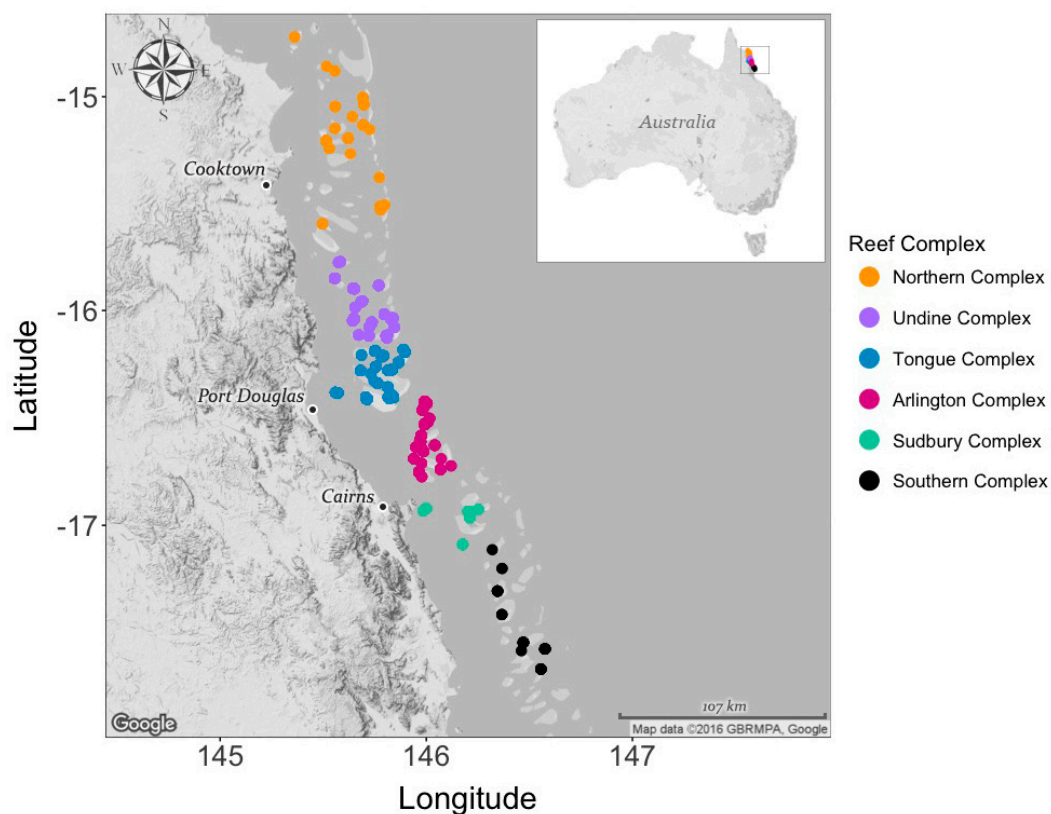 N
W E
S
-15
-16
-17
Latitude
Cooktown
Port Douglas
Cairns
Australia
Reef Complex
Northern Complex
Undine Complex
Tongue Complex
Arlington Complex
Sudbury Complex
Southern Complex
107 km
Google
Map data ©2016 GBRMPA, Google
145 146 147
Longitude